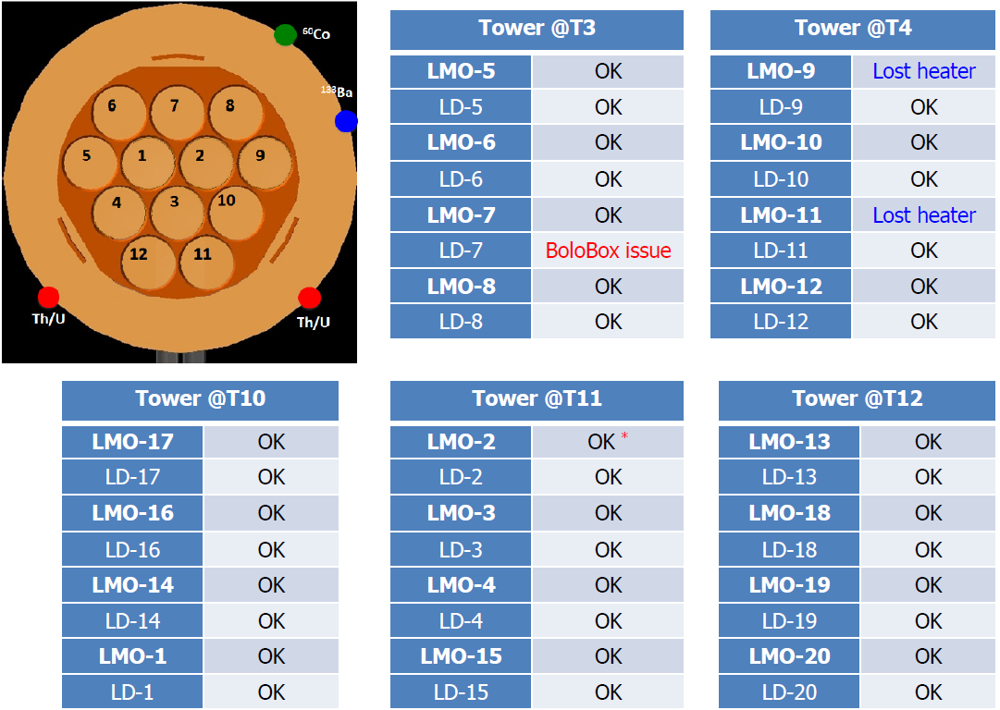 ⁶⁰Co
¹³³Ba
6 7 8
5 1 2 9
4 3 10
12 11
Th/U Th/U
Tower @T3
LMO-5 OK
LD-5 OK
LMO-6 OK
LD-6 OK
LMO-7 OK
LD-7 BoloBox issue
LMO-8 OK
LD-8 OK
Tower @T4
LMO-9 Lost heater
LD-9 OK
LMO-10 OK
LD-10 OK
LMO-11 Lost heater
LD-11 OK
LMO-12 OK
LD-12 OK
Tower @T10
LMO-17 OK
LD-17 OK
LMO-16 OK
LD-16 OK
LMO-14 OK
LD-14 OK
LMO-1 OK
LD-1 OK
Tower @T11
LMO-2 OK *
LD-2 OK
LMO-3 OK
LD-3 OK
LMO-4 OK
LD-4 OK
LMO-15 OK
LD-15 OK
Tower @T12
LMO-13 OK
LD-13 OK
LMO-18 OK
LD-18 OK
LMO-19 OK
LD-19 OK
LMO-20 OK
LD-20 OK